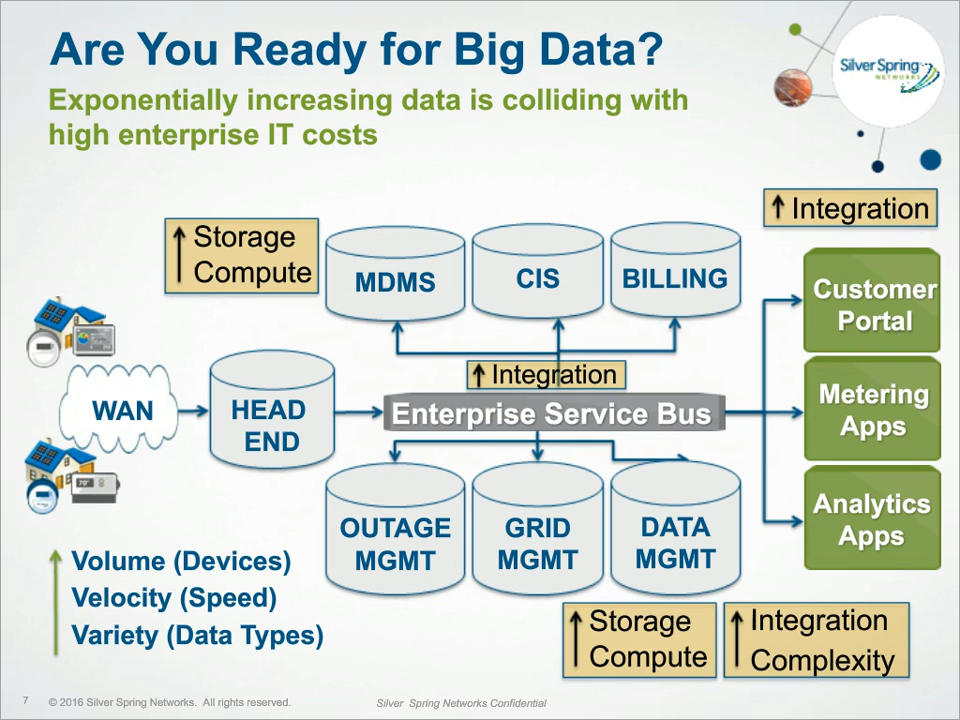 Are You Ready for Big Data?
Exponentially increasing data is colliding with
high enterprise IT costs
Silver Spring
NETWORKS
Integration
Storage
Compute
MDMS
CIS
BILLING
Customer
Portal
Integration
WAN
HEAD
END
Enterprise Service Bus
Metering
Apps
OUTAGE
MGMT
GRID
MGMT
DATA
MGMT
Analytics
Apps
Volume (Devices)
Velocity (Speed)
Variety (Data Types)
Storage
Compute
Integration
Complexity
7
© 2016 Silver Spring Networks. All rights reserved.
Silver Spring Networks Confidential